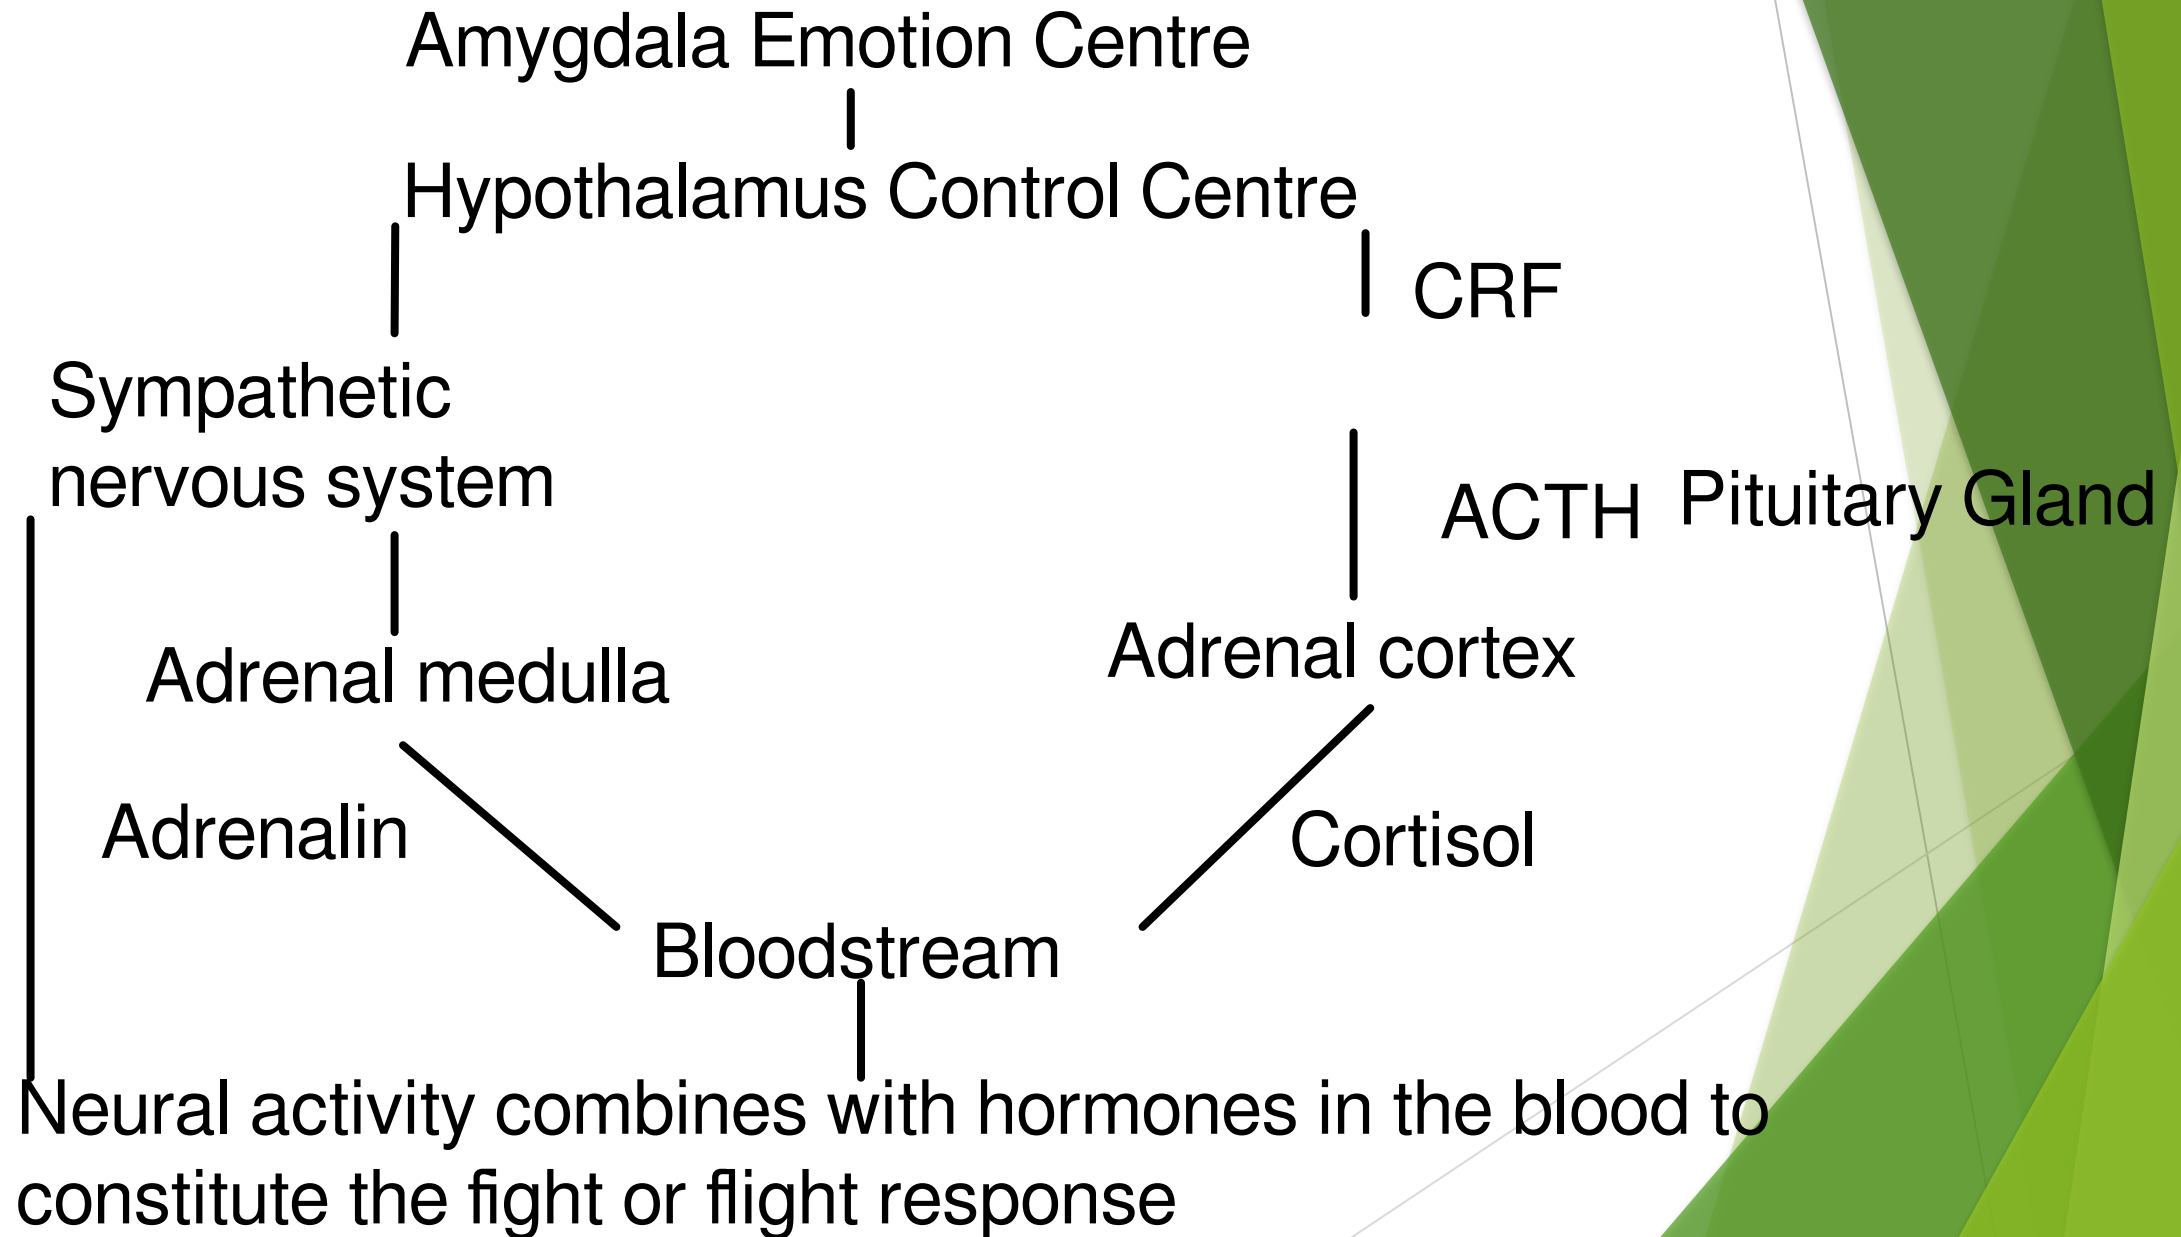 Amygdala Emotion Centre
Hypothalamus Control Centre
CRF
Sympathetic
nervous system
ACTH
Pituitary Gland
Adrenal medulla
Adrenal cortex
Adrenalin
Cortisol
Bloodstream
Neural activity combines with hormones in the blood to
constitute the fight or flight response